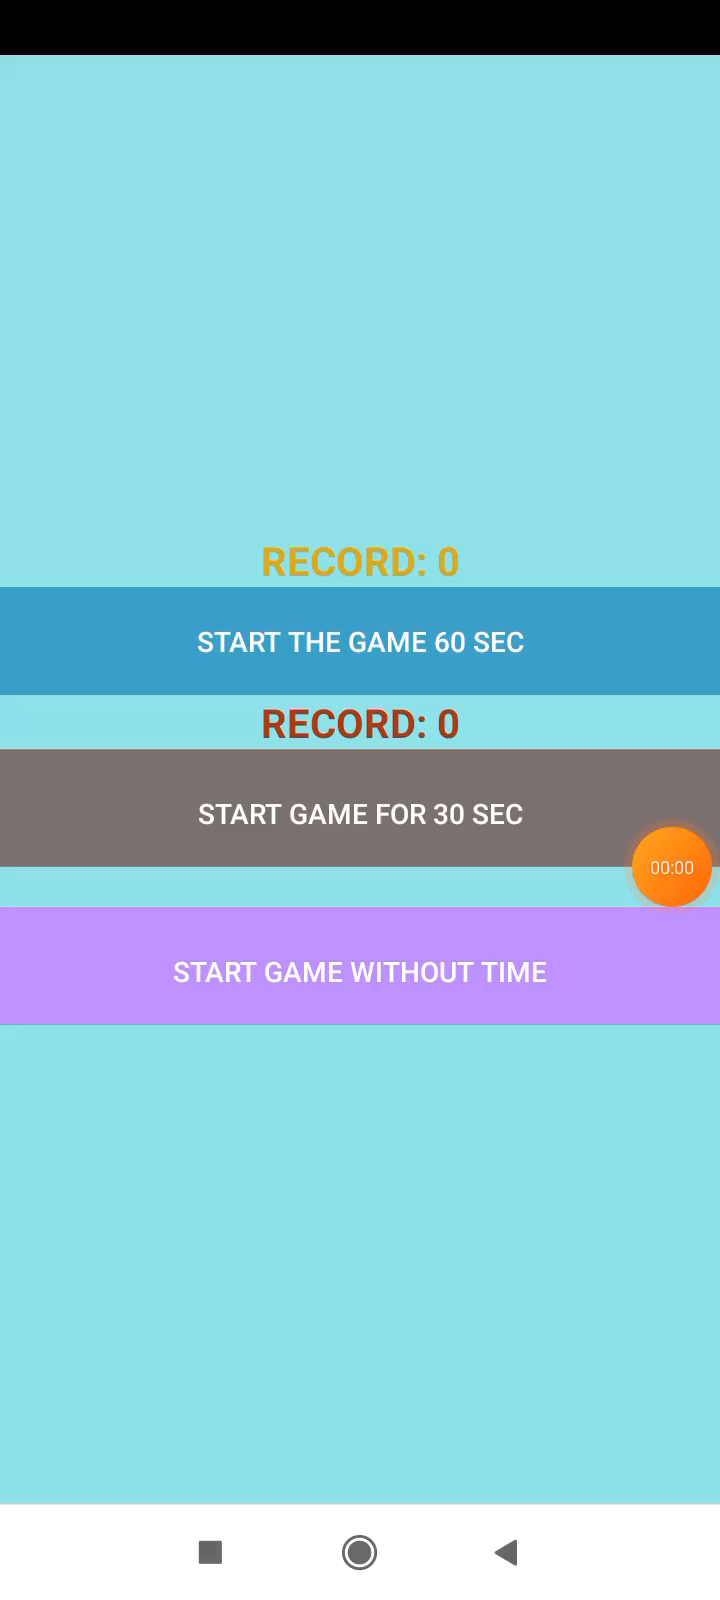 RECORD: 0
START THE GAME 60 SEC
RECORD: 0
START GAME FOR 30 SEC
00:00
START GAME WITHOUT TIME